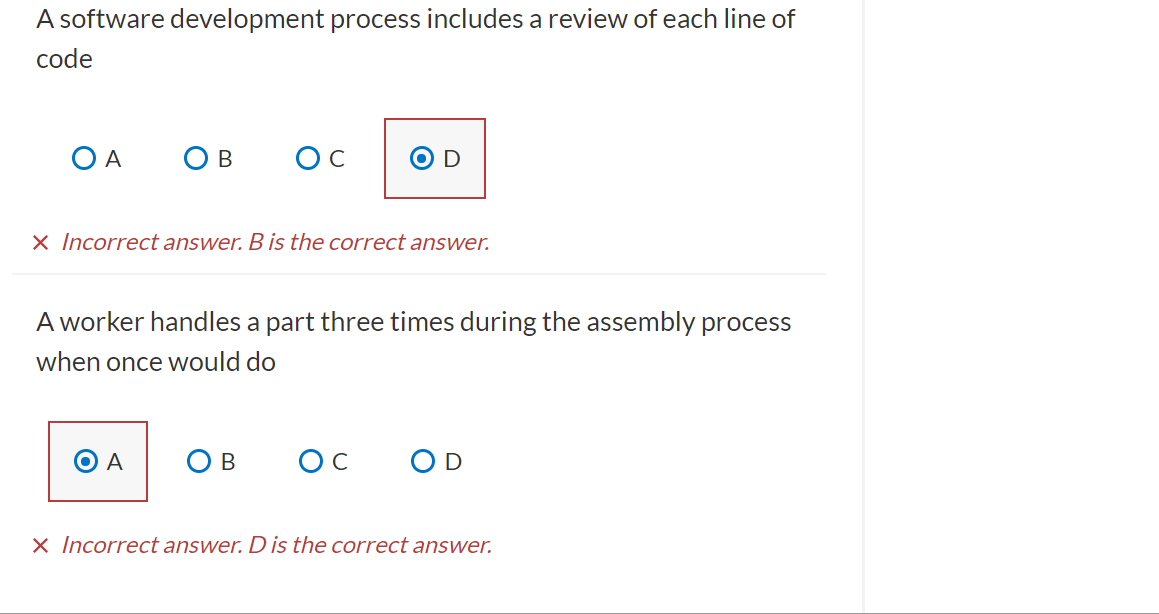 A software development process includes a review of each line of
code
A B C D
× Incorrect answer. B is the correct answer.
A worker handles a part three times during the assembly process
when once would do
A B C D
× Incorrect answer. D is the correct answer.